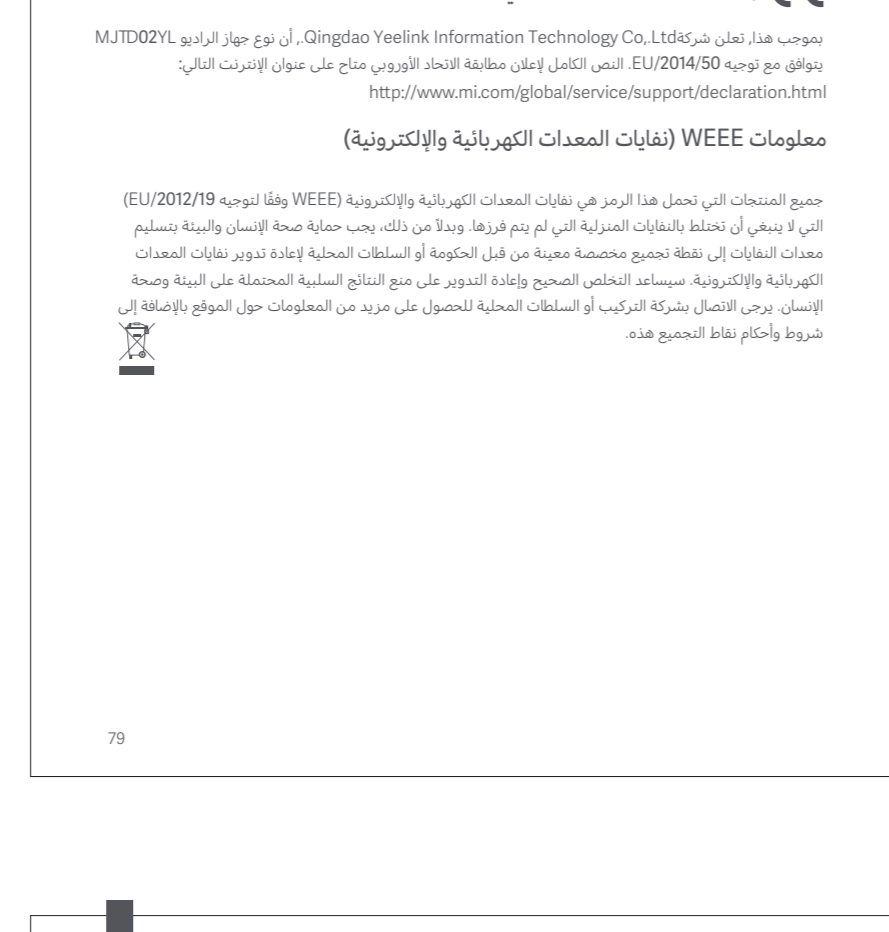 بموجب هذا, تعلن شركةQingdao Yeelink Information Technology Co,.Ltd., أن نوع جهاز الراديو MJTD02YL
يتوافق مع توجيه EU/2014/50. النص الكامل لإعلان مطابقة الاتحاد الأوروبي متاح على عنوان الإنترنت التالي:
http://www.mi.com/global/service/support/declaration.html
معلومات WEEE (نفايات المعدات الكهربائية والإلكترونية)
جميع المنتجات التي تحمل هذا الرمز هي نفايات المعدات الكهربائية والإلكترونية (WEEE وفقًا لتوجيه EU/2012/19)
التي لا ينبغي أن تختلط بالنفايات المنزلية التي لم يتم فرزها. وبدلاً من ذلك، يجب حماية صحة الإنسان والبيئة بتسليم
معدات النفايات إلى نقطة تجميع مخصصة معينة من قبل الحكومة أو السلطات المحلية لإعادة تدوير نفايات المعدات
الكهربائية والإلكترونية. سيساعد التخلص الصحيح وإعادة التدوير على منع النتائج السلبية المحتملة على البيئة وصحة
الإنسان. يرجى الاتصال بشركة التركيب أو السلطات المحلية للحصول على مزيد من المعلومات حول الموقع بالإضافة إلى
شروط وأحكام نقاط التجميع هذه.
79